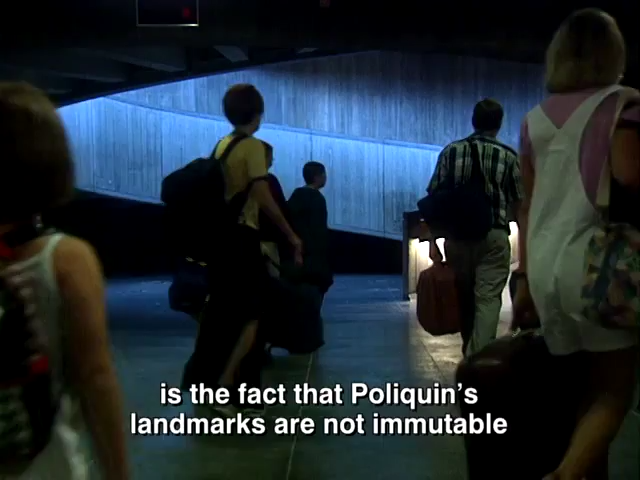 is the fact that Poliquin’s
landmarks are not immutable